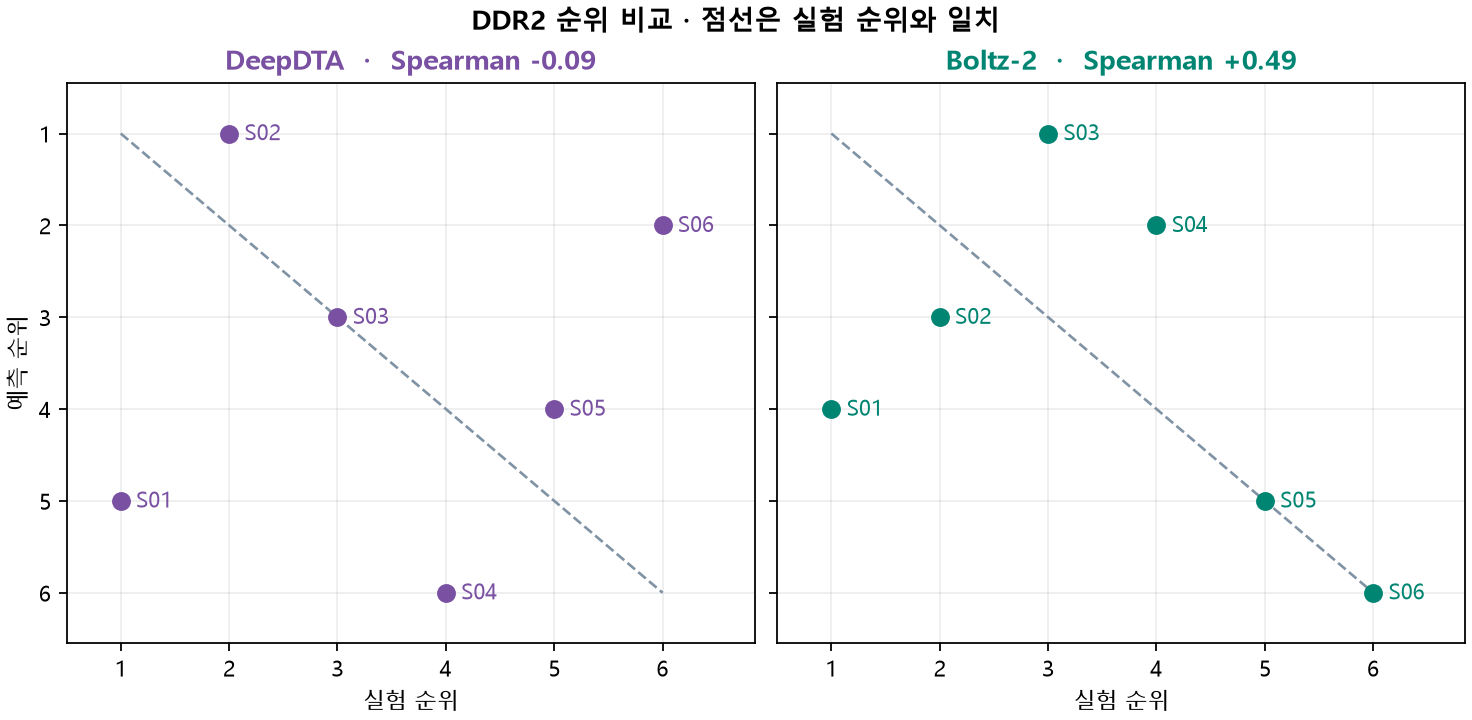 DDR2 순위 비교 · 점선은 실험 순위와 일치
DeepDTA · Spearman -0.09
S02
S06
S03
S05
S01
S04
1
2
3
4
5
6
예측 순위
1 2 3 4 5 6
실험 순위
Boltz-2 · Spearman +0.49
S03
S04
S02
S01
S05
S06
1 2 3 4 5 6
실험 순위